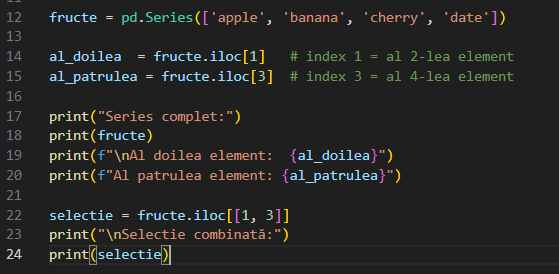 11
12 fructe = pd.Series(['apple', 'banana', 'cherry', 'date'])
13
14 al_doilea  = fructe.iloc[1]   # index 1 = al 2-lea element
15 al_patrulea = fructe.iloc[3]  # index 3 = al 4-lea element
16
17 print("Series complet:")
18 print(fructe)
19 print(f"\nAl doilea element:  {al_doilea}")
20 print(f"Al patrulea element: {al_patrulea}")
21
22 selectie = fructe.iloc[[1, 3]]
23 print("\nSelectie combinată:")
24 print(selectie)